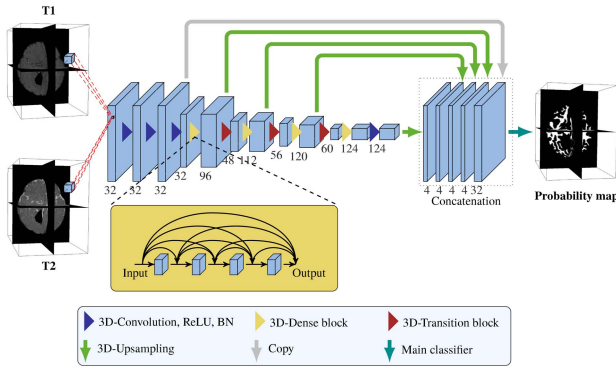 T1
T2
32
32
32
32
96
48
112
56
120
60
124
124
4
4
4
4
32
Concatenation
Probability map
Input
Output
3D-Convolution, ReLU, BN
3D-Dense block
3D-Transition block
3D-Upsampling
Copy
Main classifier